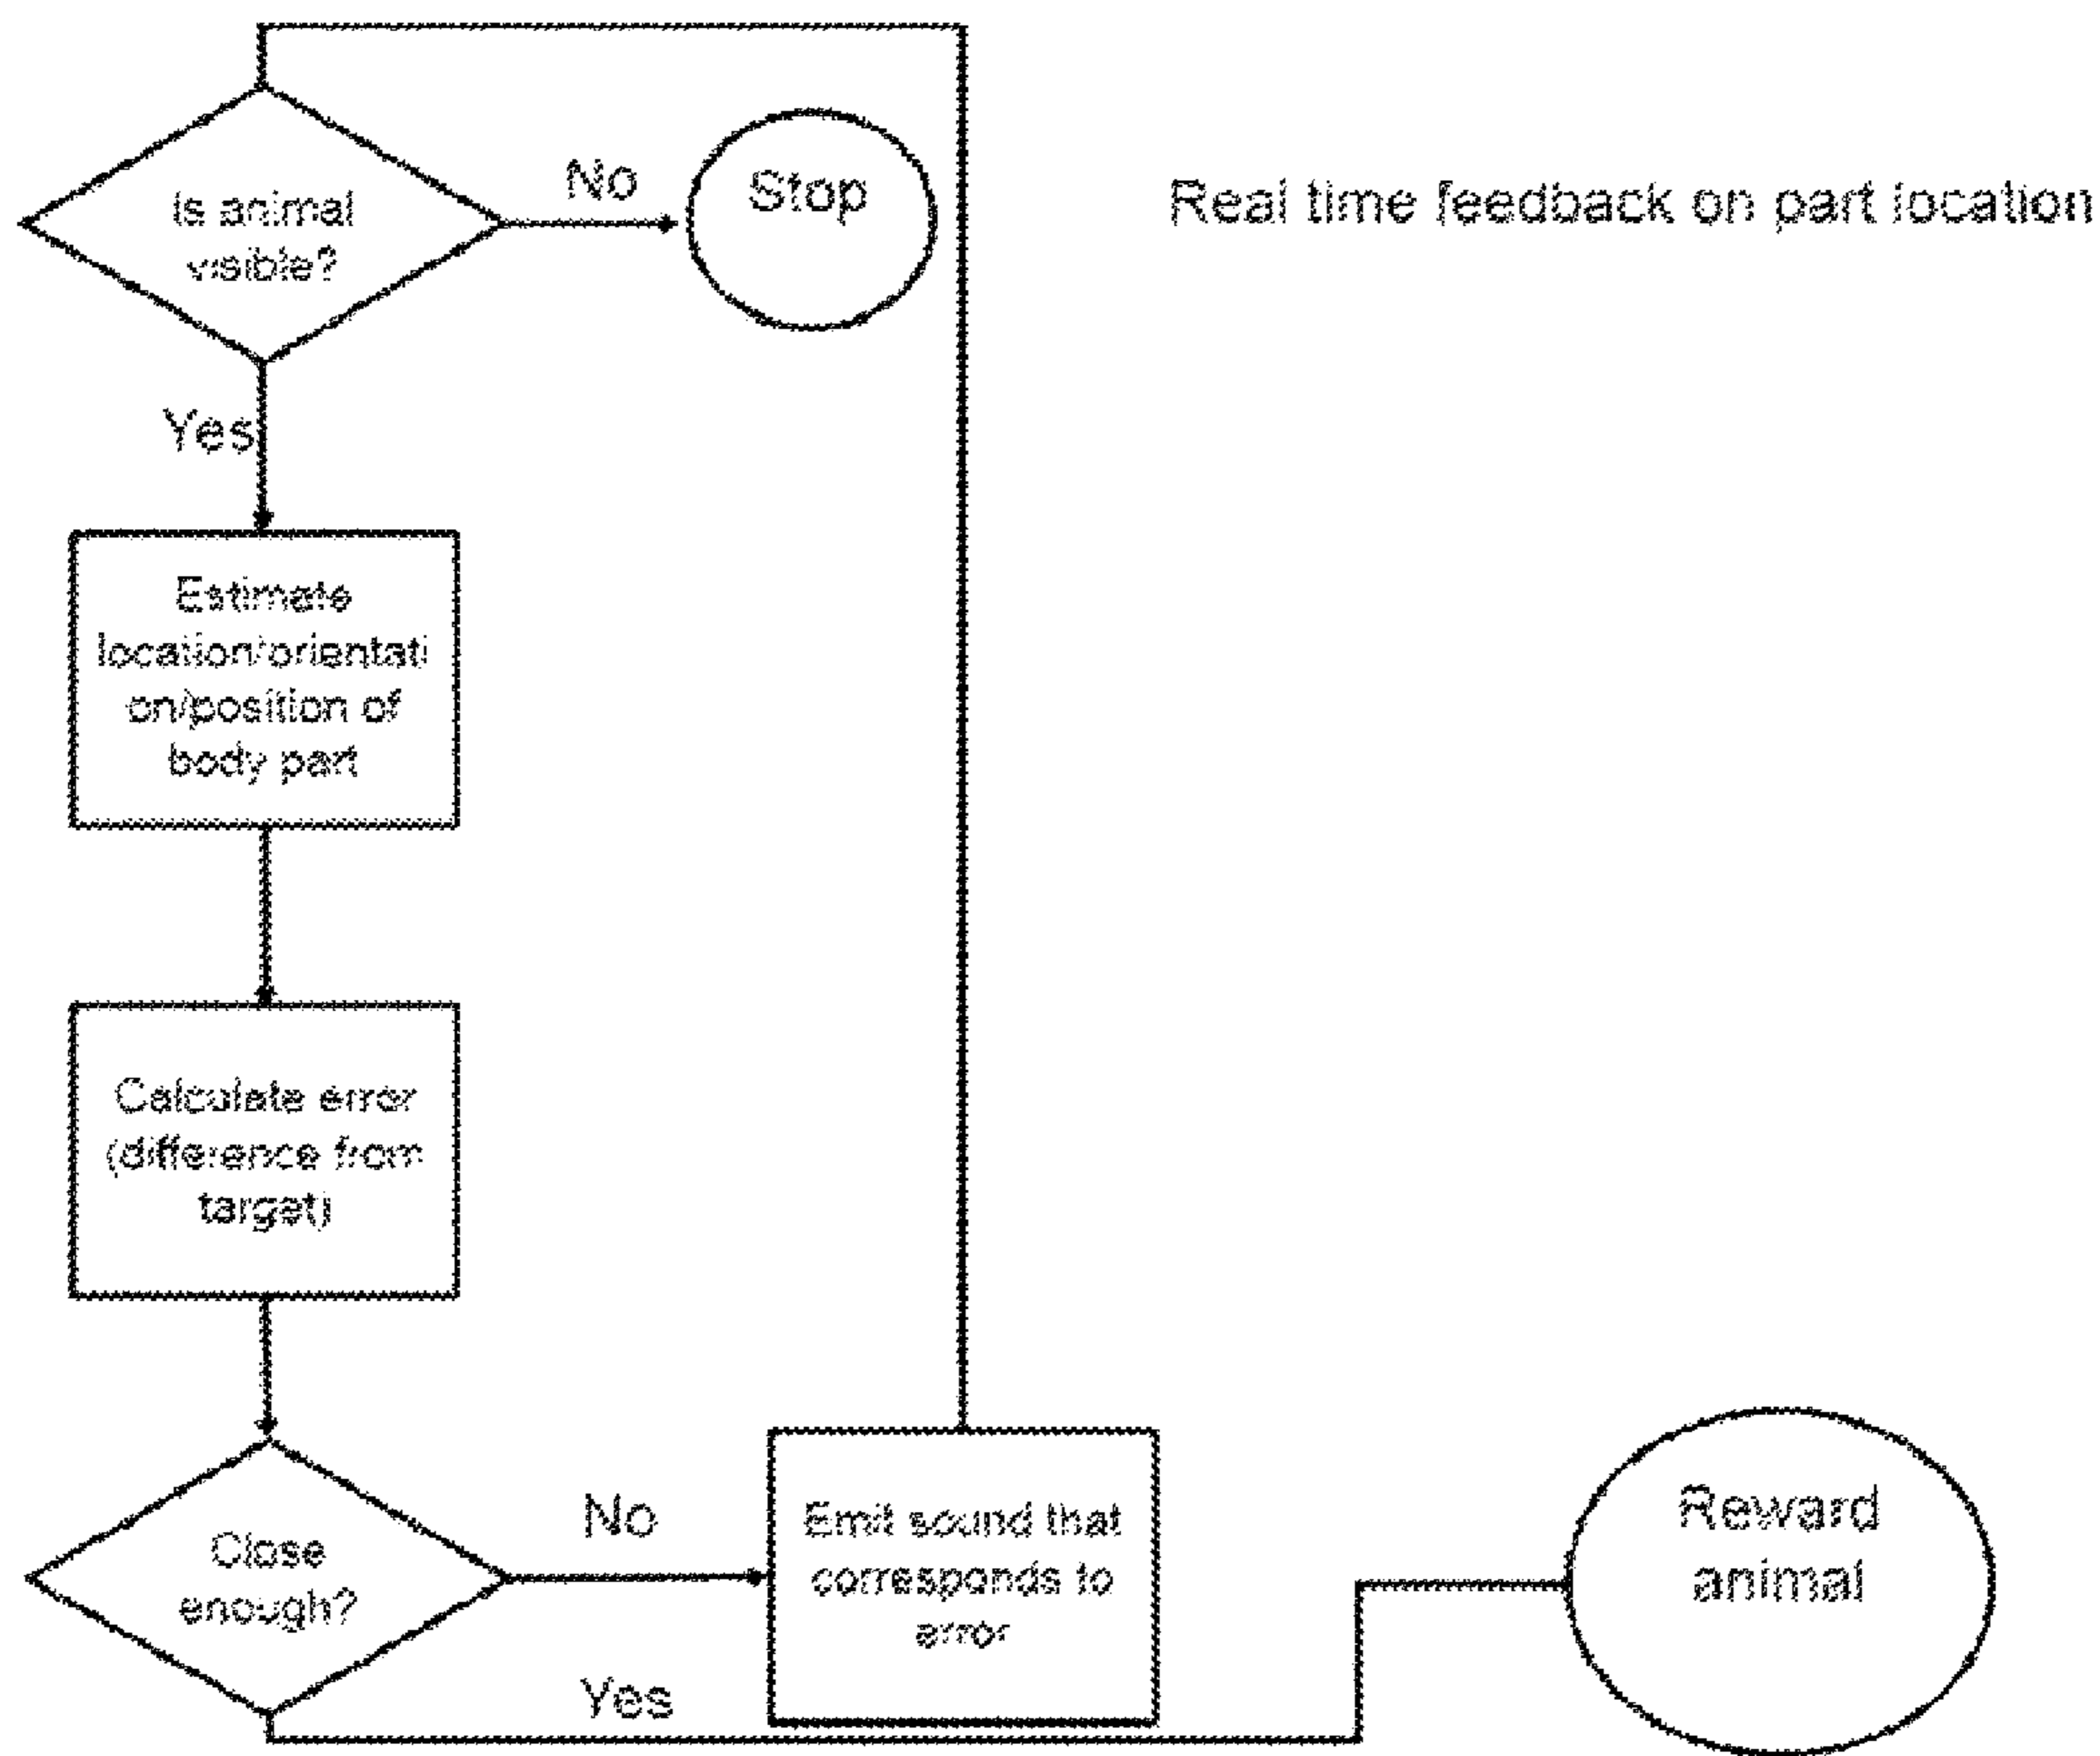 Is animal
visible?
No
Stop
Real time feedback on part location
Yes
Estimate
location/orientati
on/position of
body part
Calculate error
(difference from
target)
Close
enough?
No
Emit sound that
corresponds to
error
Yes
Reward
animal